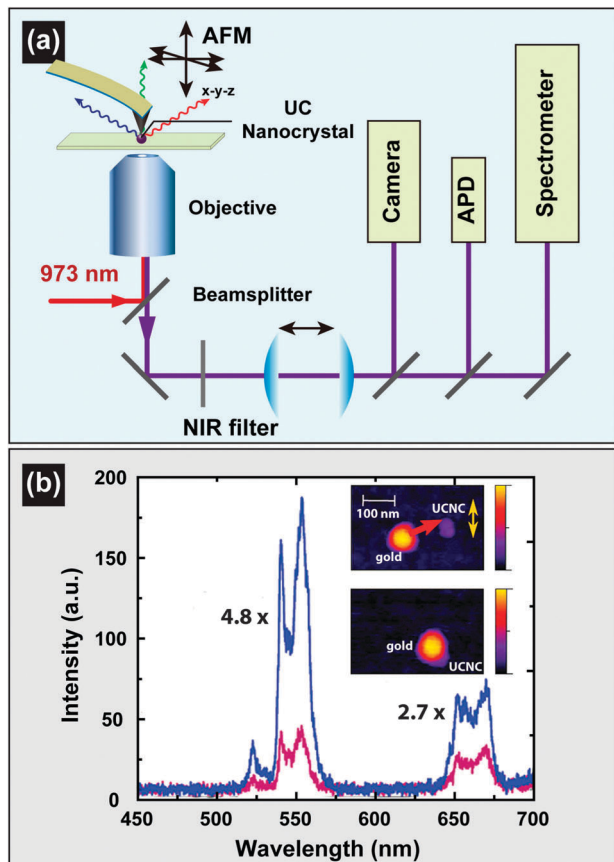 (a)
AFM
x-y-z
UC
Nanocrystal
Objective
973 nm
Beamsplitter
NIR filter
Camera
APD
Spectrometer
(b)
Intensity (a.u.)
200
150
100
50
0
4.8 x
2.7 x
100 nm
UCNC
gold
gold
UCNC
450 500 550 600 650 700
Wavelength (nm)